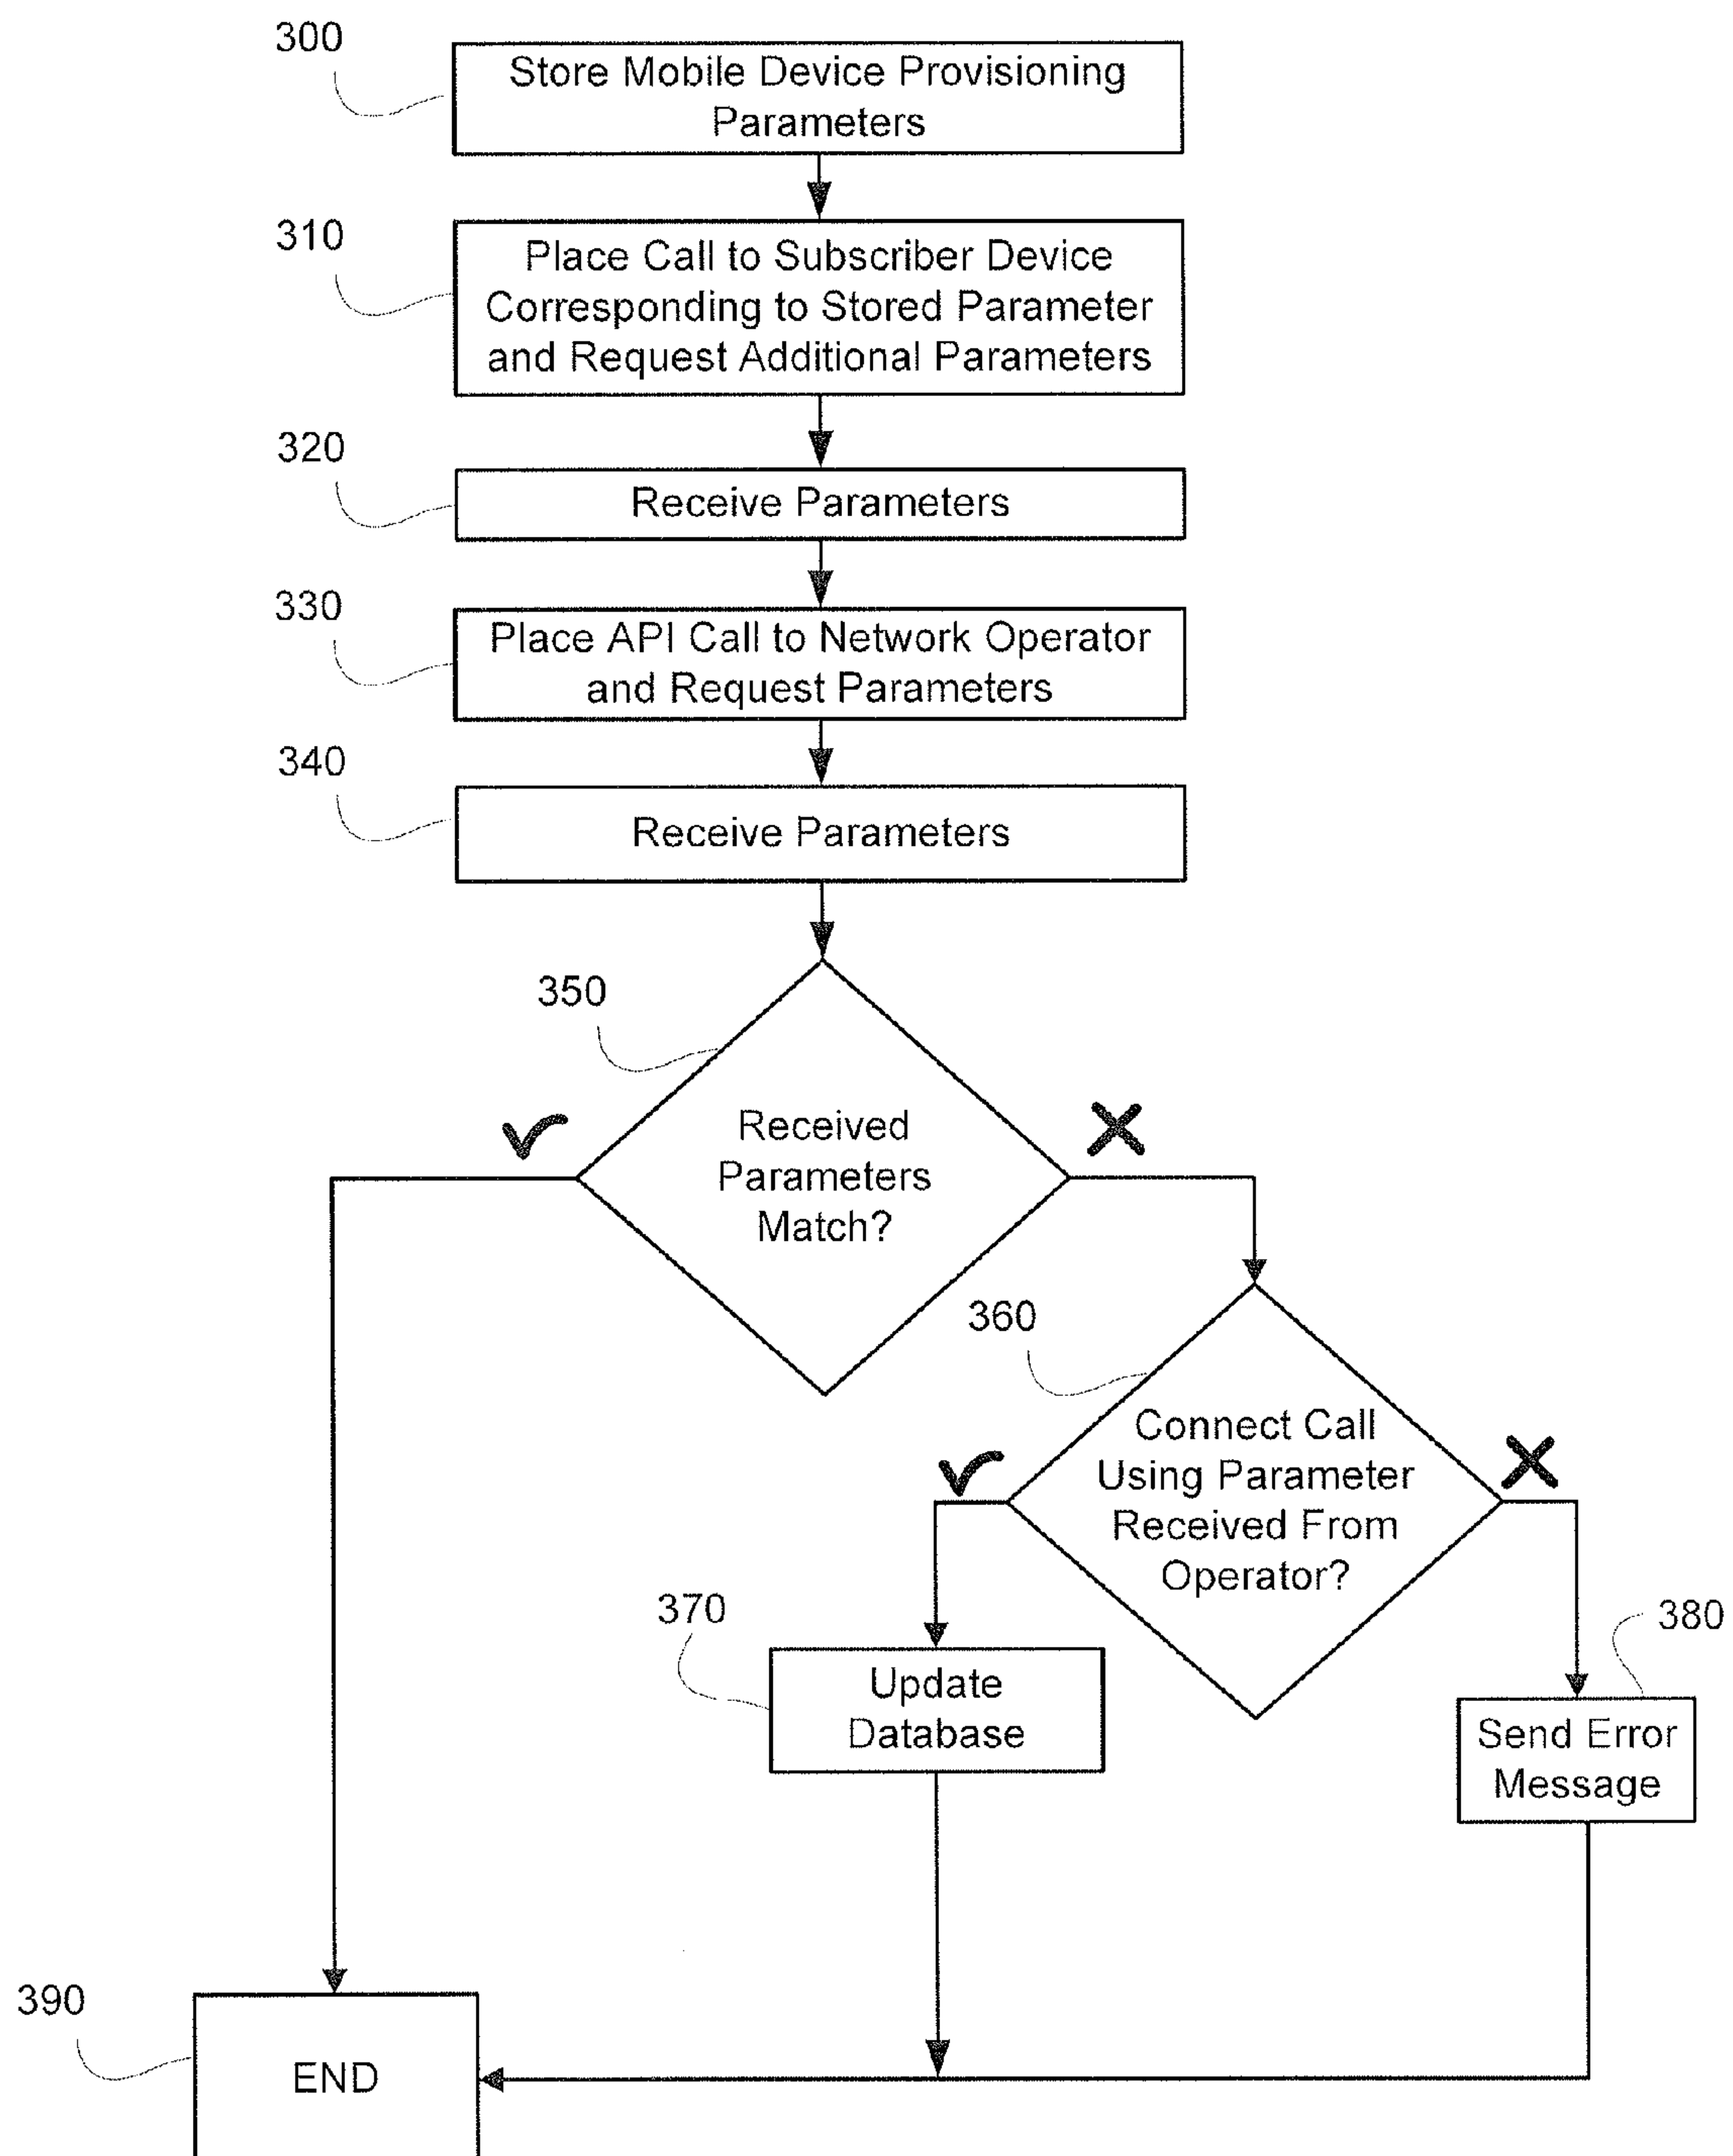 300
Store Mobile Device Provisioning
Parameters
310
Place Call to Subscriber Device
Corresponding to Stored Parameter
and Request Additional Parameters
320
Receive Parameters
330
Place API Call to Network Operator
and Request Parameters
340
Receive Parameters
350
Received
Parameters
Match?
360
Connect Call
Using Parameter
Received From
Operator?
370
Update
Database
380
Send Error
Message
390
END